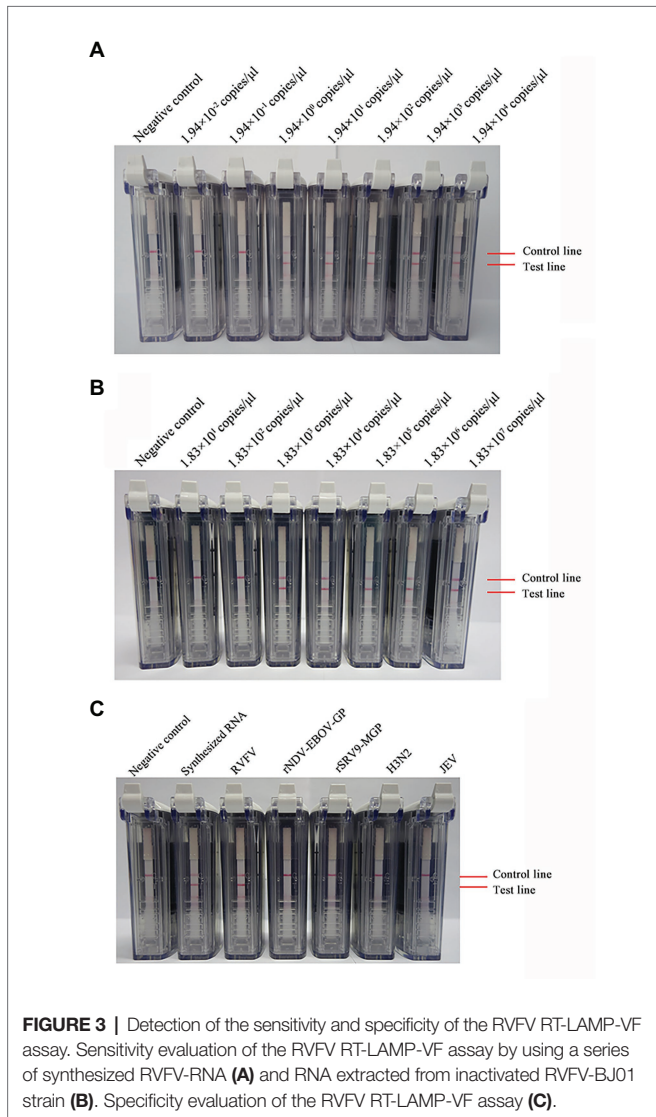 A
Negative control
1.94×10⁻² copies/μl
1.94×10⁻¹ copies/μl
1.94×10⁰ copies/μl
1.94×10¹ copies/μl
1.94×10² copies/μl
1.94×10³ copies/μl
1.94×10⁴ copies/μl
Control line
Test line
B
Negative control
1.83×10¹ copies/μl
1.83×10² copies/μl
1.83×10³ copies/μl
1.83×10⁴ copies/μl
1.83×10⁵ copies/μl
1.83×10⁶ copies/μl
1.83×10⁷ copies/μl
Control line
Test line
C
Negative control
Synthesized RNA
RVFV
rNDV-EBOV-GP
rSRV9-MGP
H3N2
JEV
Control line
Test line
FIGURE 3 | Detection of the sensitivity and specificity of the RVFV RT-LAMP-VF
assay. Sensitivity evaluation of the RVFV RT-LAMP-VF assay by using a series
of synthesized RVFV-RNA (A) and RNA extracted from inactivated RVFV-BJ01
strain (B). Specificity evaluation of the RVFV RT-LAMP-VF assay (C).